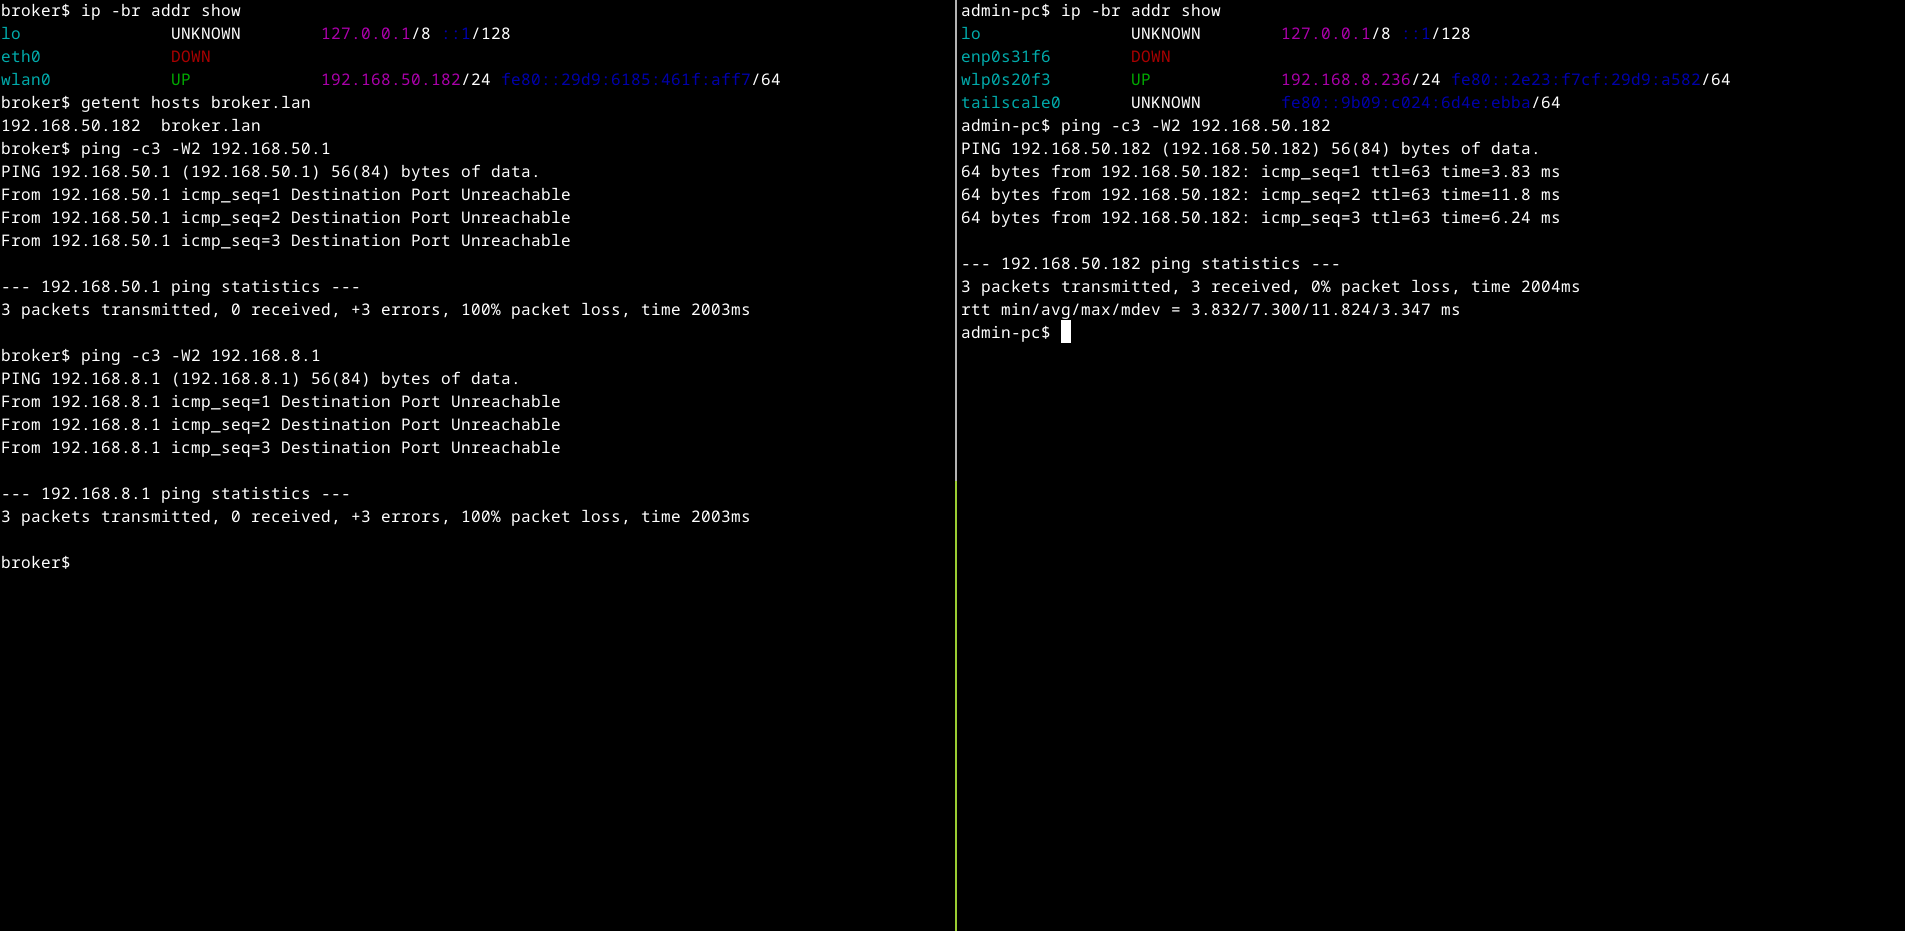 broker$ ip -br addr show
lo               UNKNOWN        127.0.0.1/8 ::1/128
eth0             DOWN
wlan0            UP             192.168.50.182/24 fe80::29d9:6185:461f:aff7/64
broker$ getent hosts broker.lan
192.168.50.182  broker.lan
broker$ ping -c3 -W2 192.168.50.1
PING 192.168.50.1 (192.168.50.1) 56(84) bytes of data.
From 192.168.50.1 icmp_seq=1 Destination Port Unreachable
From 192.168.50.1 icmp_seq=2 Destination Port Unreachable
From 192.168.50.1 icmp_seq=3 Destination Port Unreachable

--- 192.168.50.1 ping statistics ---
3 packets transmitted, 0 received, +3 errors, 100% packet loss, time 2003ms

broker$ ping -c3 -W2 192.168.8.1
PING 192.168.8.1 (192.168.8.1) 56(84) bytes of data.
From 192.168.8.1 icmp_seq=1 Destination Port Unreachable
From 192.168.8.1 icmp_seq=2 Destination Port Unreachable
From 192.168.8.1 icmp_seq=3 Destination Port Unreachable

--- 192.168.8.1 ping statistics ---
3 packets transmitted, 0 received, +3 errors, 100% packet loss, time 2003ms

broker$
admin-pc$ ip -br addr show
lo               UNKNOWN        127.0.0.1/8 ::1/128
enp0s31f6        DOWN
wlp0s20f3        UP             192.168.8.236/24 fe80::2e23:f7cf:29d9:a582/64
tailscale0       UNKNOWN        fe80::9b09:c024:6d4e:ebba/64
admin-pc$ ping -c3 -W2 192.168.50.182
PING 192.168.50.182 (192.168.50.182) 56(84) bytes of data.
64 bytes from 192.168.50.182: icmp_seq=1 ttl=63 time=3.83 ms
64 bytes from 192.168.50.182: icmp_seq=2 ttl=63 time=11.8 ms
64 bytes from 192.168.50.182: icmp_seq=3 ttl=63 time=6.24 ms

--- 192.168.50.182 ping statistics ---
3 packets transmitted, 3 received, 0% packet loss, time 2004ms
rtt min/avg/max/mdev = 3.832/7.300/11.824/3.347 ms
admin-pc$